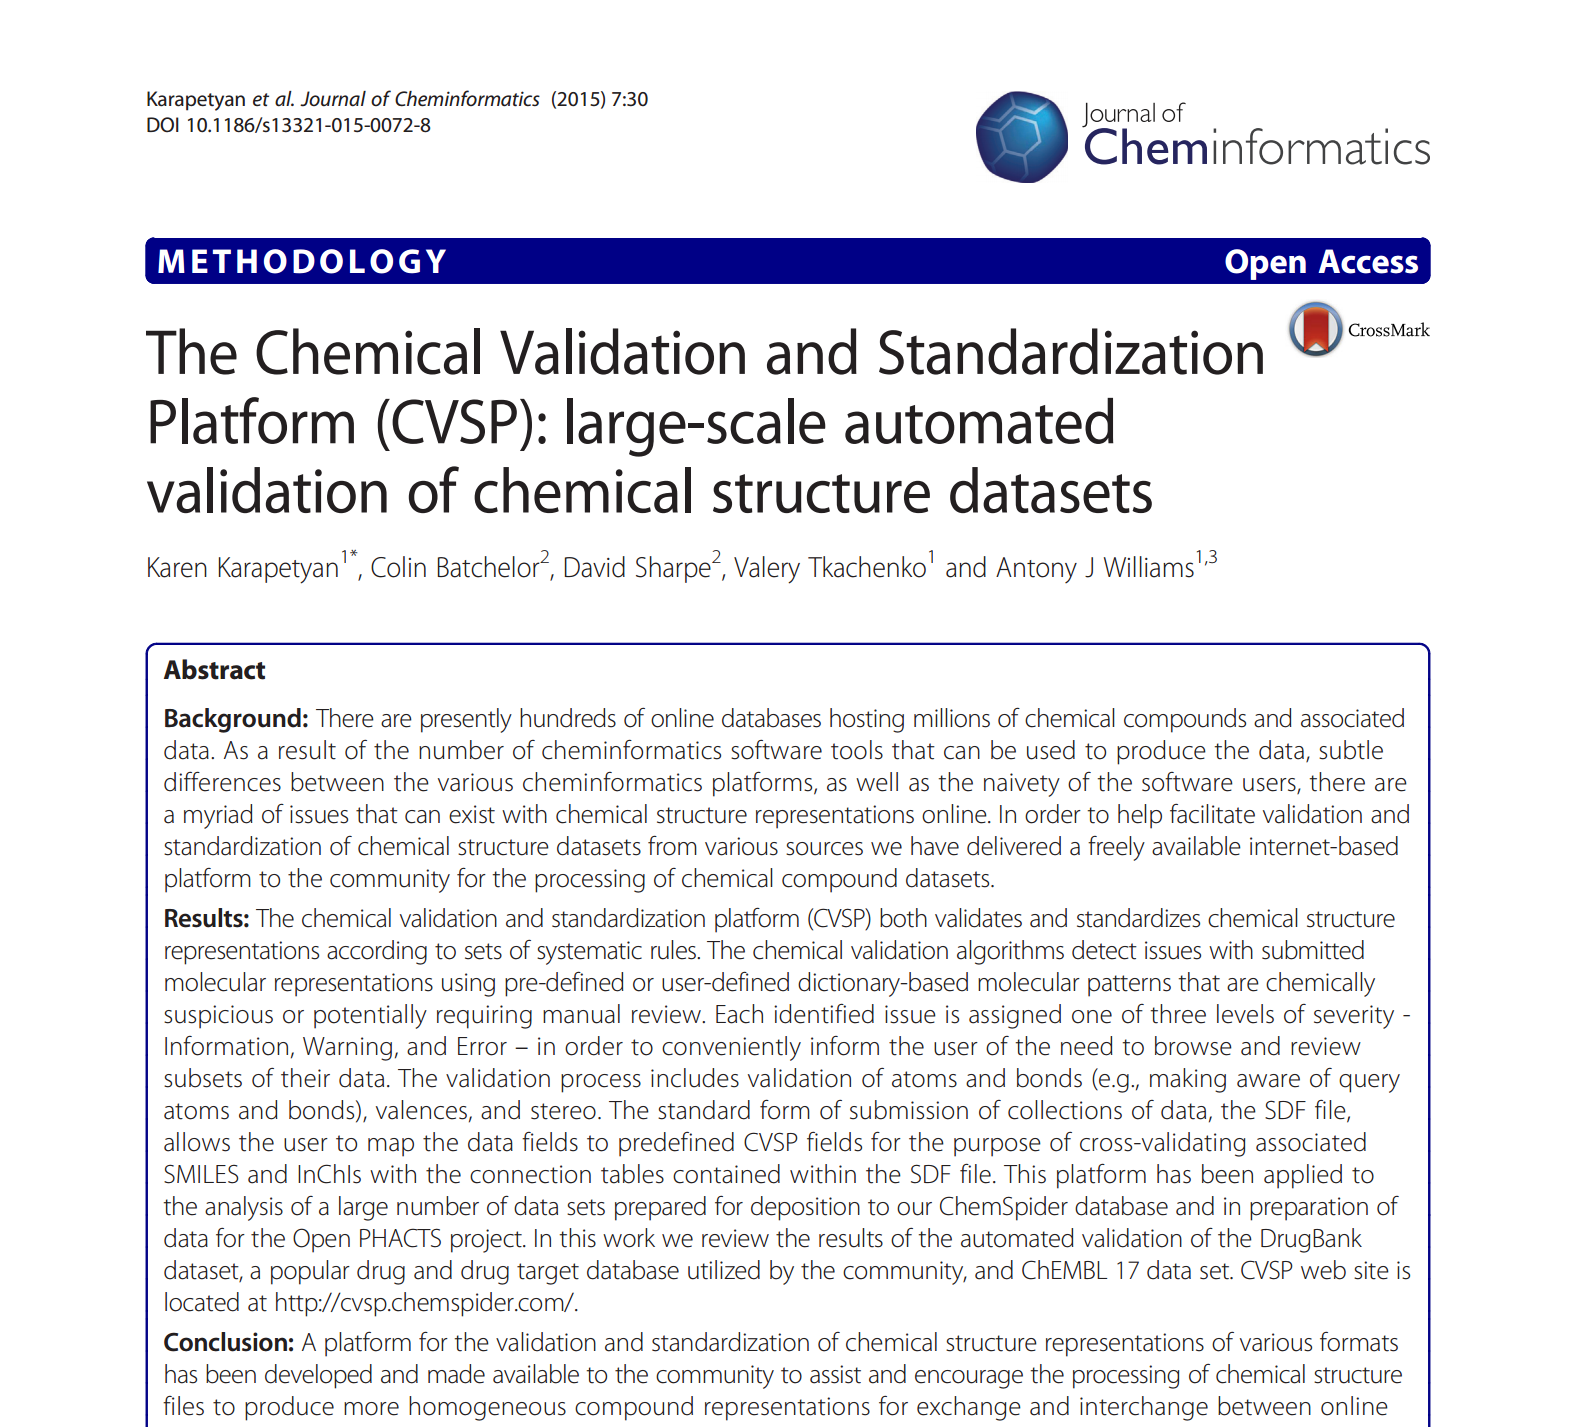 Karapetyan et al. Journal of Cheminformatics (2015) 7:30
DOI 10.1186/s13321-015-0072-8
Journal of
Cheminformatics
METHODOLOGY Open Access
CrossMark
The Chemical Validation and Standardization
Platform (CVSP): large-scale automated
validation of chemical structure datasets
Karen Karapetyan1*, Colin Batchelor2, David Sharpe2, Valery Tkachenko1 and Antony J Williams1,3
Abstract
Background: There are presently hundreds of online databases hosting millions of chemical compounds and associated
data. As a result of the number of cheminformatics software tools that can be used to produce the data, subtle
differences between the various cheminformatics platforms, as well as the naivety of the software users, there are
a myriad of issues that can exist with chemical structure representations online. In order to help facilitate validation and
standardization of chemical structure datasets from various sources we have delivered a freely available internet-based
platform to the community for the processing of chemical compound datasets.
Results: The chemical validation and standardization platform (CVSP) both validates and standardizes chemical structure
representations according to sets of systematic rules. The chemical validation algorithms detect issues with submitted
molecular representations using pre-defined or user-defined dictionary-based molecular patterns that are chemically
suspicious or potentially requiring manual review. Each identified issue is assigned one of three levels of severity -
Information, Warning, and Error – in order to conveniently inform the user of the need to browse and review
subsets of their data. The validation process includes validation of atoms and bonds (e.g., making aware of query
atoms and bonds), valences, and stereo. The standard form of submission of collections of data, the SDF file,
allows the user to map the data fields to predefined CVSP fields for the purpose of cross-validating associated
SMILES and InChIs with the connection tables contained within the SDF file. This platform has been applied to
the analysis of a large number of data sets prepared for deposition to our ChemSpider database and in preparation of
data for the Open PHACTS project. In this work we review the results of the automated validation of the DrugBank
dataset, a popular drug and drug target database utilized by the community, and ChEMBL 17 data set. CVSP web site is
located at http://cvsp.chemspider.com/.
Conclusion: A platform for the validation and standardization of chemical structure representations of various formats
has been developed and made available to the community to assist and encourage the processing of chemical structure
files to produce more homogeneous compound representations for exchange and interchange between online